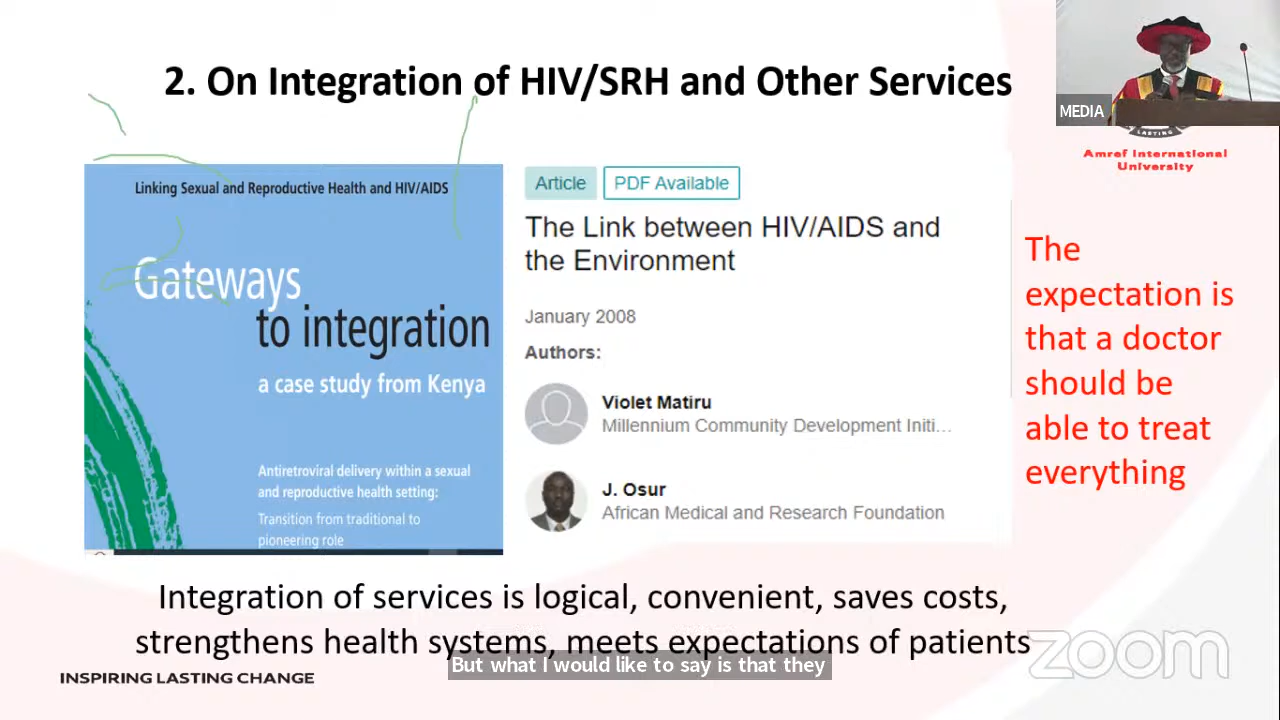 2. On Integration of HIV/SRH and Other Services
MEDIA
LASTING
Amref International
University
Linking Sexual and Reproductive Health and HIV/AIDS
Gateways
to integration
a case study from Kenya
Antiretroviral delivery within a sexual
and reproductive health setting:
Transition from traditional to
pioneering role
Article
PDF Available
The Link between HIV/AIDS and
the Environment
January 2008
Authors:
Violet Matiru
Millennium Community Development Initi...
J. Osur
African Medical and Research Foundation
The
expectation is
that a doctor
should be
able to treat
everything
Integration of services is logical, convenient, saves costs,
strengthens health systems, meets expectations of patients
But what I would like to say is that they
INSPIRING LASTING CHANGE
zoom